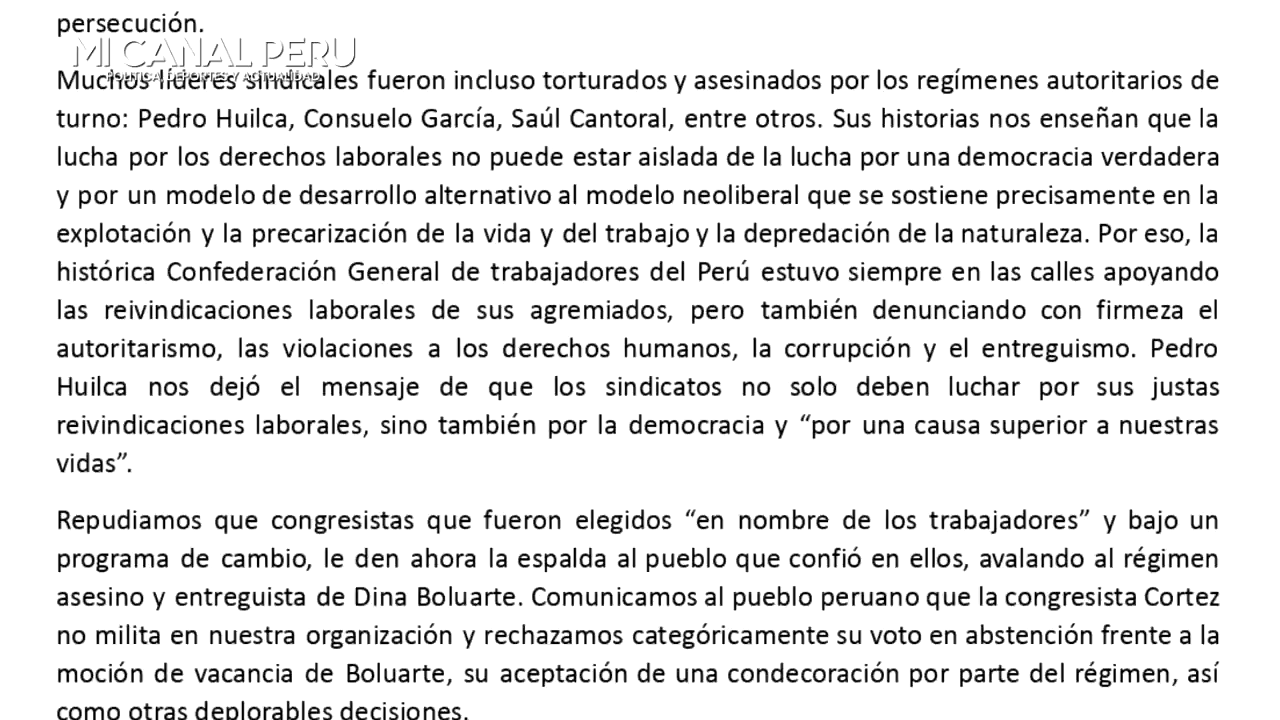 persecución.
MI CANAL PERU
POLITICA, DEPORTES Y ACTUALIDAD
Muchos líderes sindicales fueron incluso torturados y asesinados por los regímenes autoritarios de
turno: Pedro Huilca, Consuelo García, Saúl Cantoral, entre otros. Sus historias nos enseñan que la
lucha por los derechos laborales no puede estar aislada de la lucha por una democracia verdadera
y por un modelo de desarrollo alternativo al modelo neoliberal que se sostiene precisamente en la
explotación y la precarización de la vida y del trabajo y la depredación de la naturaleza. Por eso, la
histórica Confederación General de trabajadores del Perú estuvo siempre en las calles apoyando
las reivindicaciones laborales de sus agremiados, pero también denunciando con firmeza el
autoritarismo, las violaciones a los derechos humanos, la corrupción y el entreguismo. Pedro
Huilca nos dejó el mensaje de que los sindicatos no solo deben luchar por sus justas
reivindicaciones laborales, sino también por la democracia y “por una causa superior a nuestras
vidas”.
Repudiamos que congresistas que fueron elegidos “en nombre de los trabajadores” y bajo un
programa de cambio, le den ahora la espalda al pueblo que confió en ellos, avalando al régimen
asesino y entreguista de Dina Boluarte. Comunicamos al pueblo peruano que la congresista Cortez
no milita en nuestra organización y rechazamos categóricamente su voto en abstención frente a la
moción de vacancia de Boluarte, su aceptación de una condecoración por parte del régimen, así
como otras deplorables decisiones.